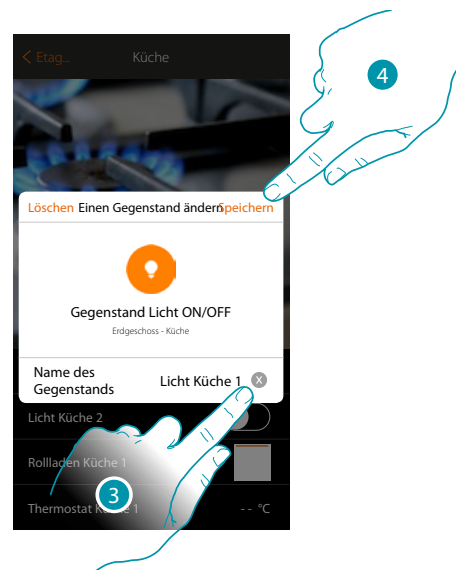 < Etag... Küche
4
Löschen Einen Gegenstand ändern Speichern
Gegenstand Licht ON/OFF
Erdgeschoss - Küche
Name des
Gegenstands
Licht Küche 1 X
Licht Küche 2
Rollladen Küche 1
3
Thermostat Küche 1 -- °C